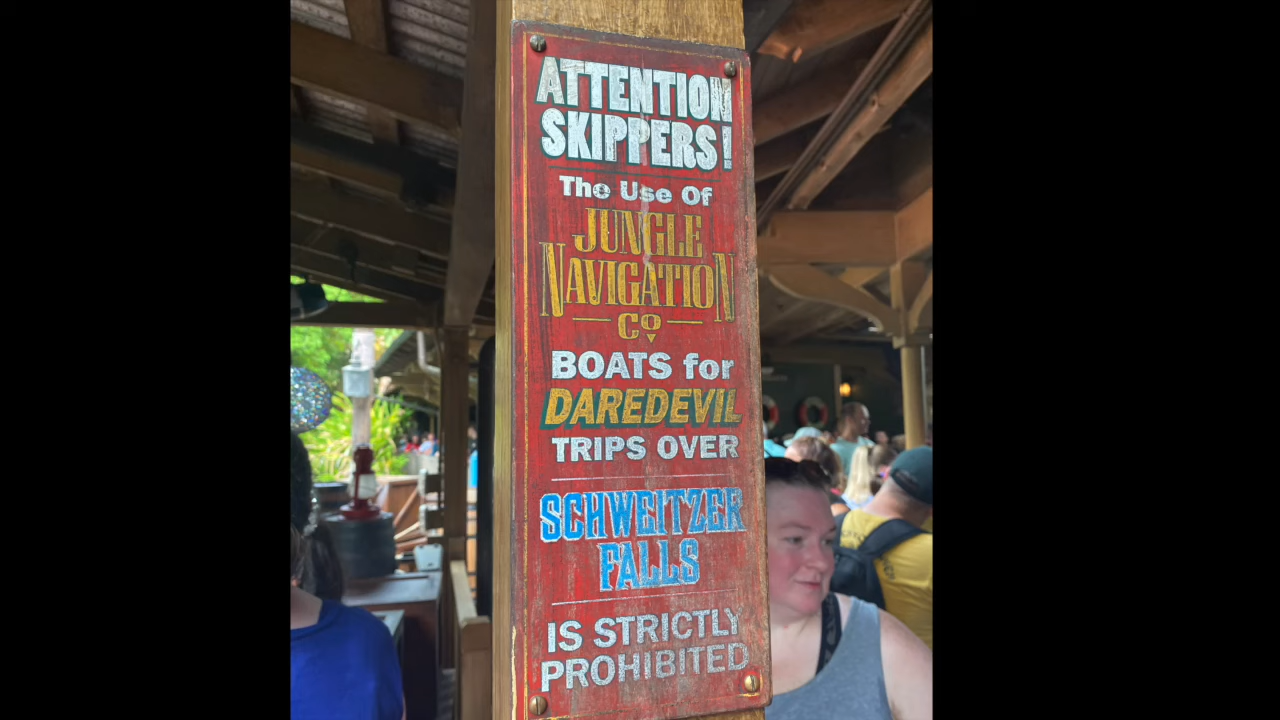 ATTENTION
SKIPPERS!
The Use Of
JUNGLE
NAVIGATION
Co
BOATS for
DAREDEVIL
TRIPS OVER
SCHWEITZER
FALLS
IS STRICTLY
PROHIBITED